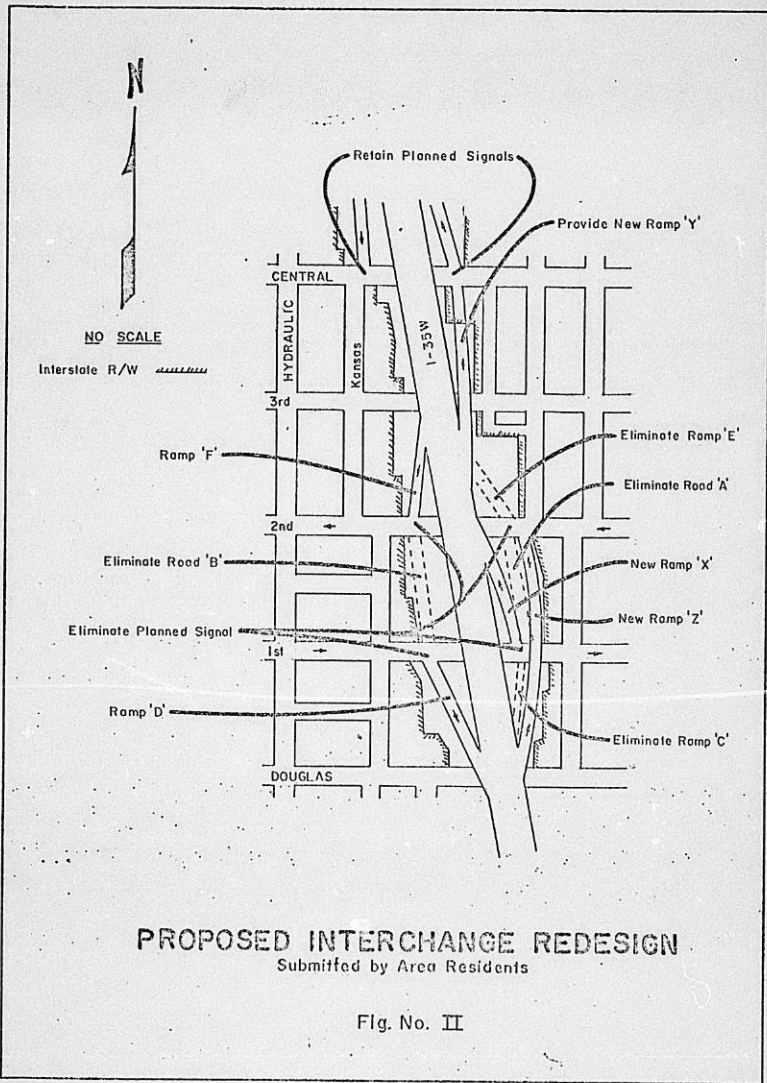 N
Retain Planned Signals
Provide New Ramp 'Y'
CENTRAL
HYDRAULIC
Kansas
I-35W
NO SCALE
Interstate R/W
3rd
Eliminate Ramp 'E'
Ramp 'F'
Eliminate Road 'A'
2nd
Eliminate Road 'B'
New Ramp 'X'
New Ramp 'Z'
Eliminate Planned Signal
1st
Ramp 'D'
Eliminate Ramp 'C'
DOUGLAS
PROPOSED INTERCHANGE REDESIGN
Submitted by Area Residents
Fig. No. II